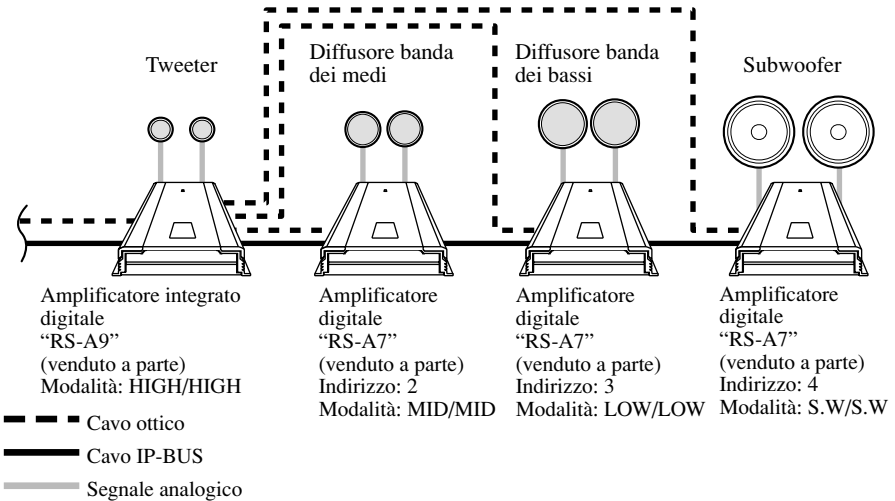 Tweeter
Diffusore banda
dei medi
Diffusore banda
dei bassi
Subwoofer
Amplificatore integrato
digitale
“RS-A9”
(venduto a parte)
Modalità: HIGH/HIGH
Amplificatore
digitale
“RS-A7”
(venduto a parte)
Indirizzo: 2
Modalità: MID/MID
Amplificatore
digitale
“RS-A7”
(venduto a parte)
Indirizzo: 3
Modalità: LOW/LOW
Amplificatore
digitale
“RS-A7”
(venduto a parte)
Indirizzo: 4
Modalità: S.W/S.W
Cavo ottico
Cavo IP-BUS
Segnale analogico